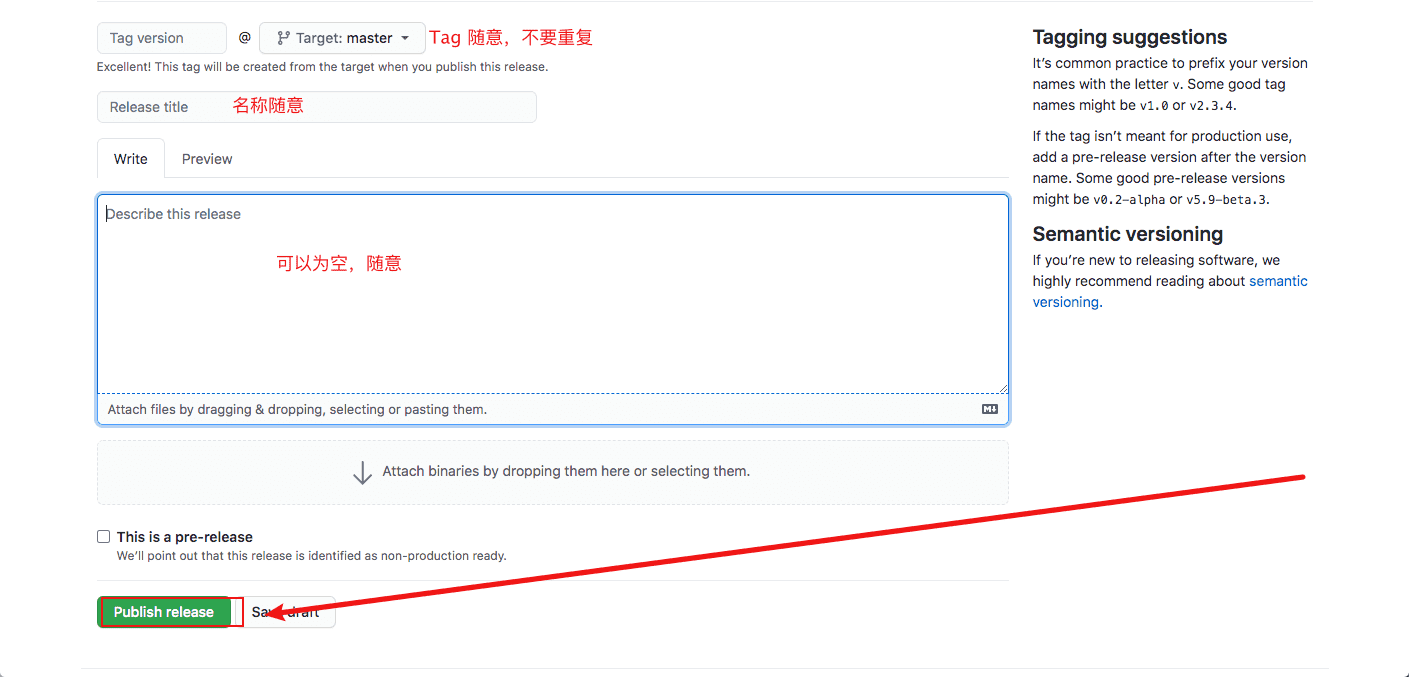 Tag version @ Target: master Tag 随意，不要重复
Excellent! This tag will be created from the target when you publish this release.
Release title 名称随意
Write Preview
Describe this release
可以为空，随意
Attach files by dragging & dropping, selecting or pasting them.
Attach binaries by dropping them here or selecting them.
This is a pre-release
We’ll point out that this release is identified as non-production ready.
Publish release Save draft
Tagging suggestions
It’s common practice to prefix your version
names with the letter v. Some good tag
names might be v1.0 or v2.3.4.
If the tag isn’t meant for production use,
add a pre-release version after the version
name. Some good pre-release versions
might be v0.2-alpha or v5.9-beta.3.
Semantic versioning
If you’re new to releasing software, we
highly recommend reading about semantic
versioning.